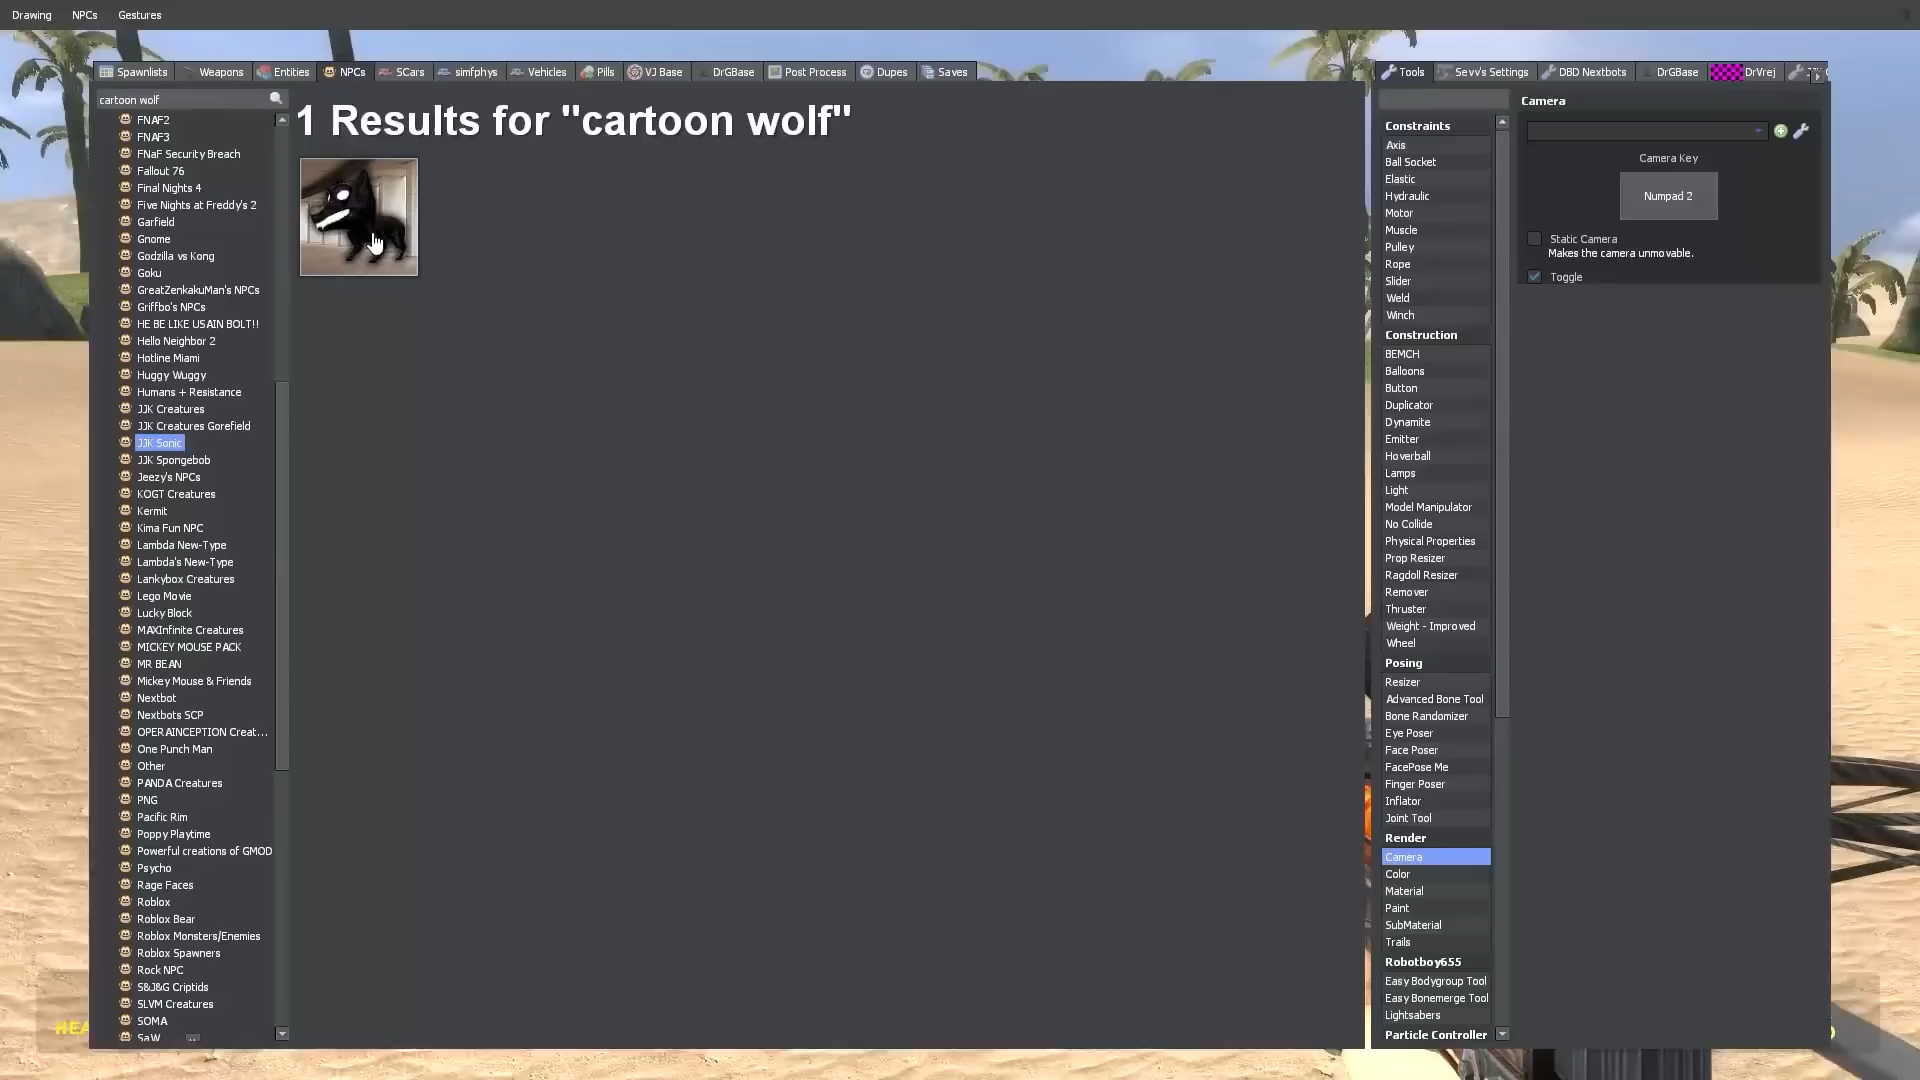 Drawing NPCs Gestures
Spawnlists Weapons Entities NPCs SCars simfphys Vehicles Pills VJ Base DrGBase Post Process Dupes Saves
cartoon wolf
FNAF2
FNAF3
FNaF Security Breach
Fallout 76
Final Nights 4
Five Nights at Freddy's 2
Garfield
Gnome
Godzilla vs Kong
Goku
GreatZenkakuMan's NPCs
Griffbo's NPCs
HE BE LIKE USAIN BOLT!!
Hello Neighbor 2
Hotline Miami
Huggy Wuggy
Humans + Resistance
JJK Creatures
JJK Creatures Gorefield
JJK Sonic
JJK Spongebob
Jeezy's NPCs
KOGT Creatures
Kermit
Kima Fun NPC
Lambda New-Type
Lambda's New-Type
Lankybox Creatures
Lego Movie
Lucky Block
MAXInfinite Creatures
MICKEY MOUSE PACK
MR BEAN
Mickey Mouse & Friends
Nextbot
Nextbots SCP
OPERAINCEPTION Creat...
One Punch Man
Other
PANDA Creatures
PNG
Pacific Rim
Poppy Playtime
Powerful creations of GMOD
Psycho
Rage Faces
Roblox
Roblox Bear
Roblox Monsters/Enemies
Roblox Spawners
Rock NPC
S&J&G Criptids
SLVM Creatures
SOMA
SaW
HEA
1 Results for "cartoon wolf"
Tools Sevv's Settings DBD Nextbots DrGBase DrVrej
Constraints
Axis
Ball Socket
Elastic
Hydraulic
Motor
Muscle
Pulley
Rope
Slider
Weld
Winch
Construction
BEMCH
Balloons
Button
Duplicator
Dynamite
Emitter
Hoverball
Lamps
Light
Model Manipulator
No Collide
Physical Properties
Prop Resizer
Ragdoll Resizer
Remover
Thruster
Weight - Improved
Wheel
Posing
Resizer
Advanced Bone Tool
Bone Randomizer
Eye Poser
Face Poser
FacePose Me
Finger Poser
Inflator
Joint Tool
Render
Camera
Color
Material
Paint
SubMaterial
Trails
Robotboy655
Easy Bodygroup Tool
Easy Bonemerge Tool
Lightsabers
Particle Controller
Camera
Camera Key
Numpad 2
Static Camera
Makes the camera unmovable.
Toggle